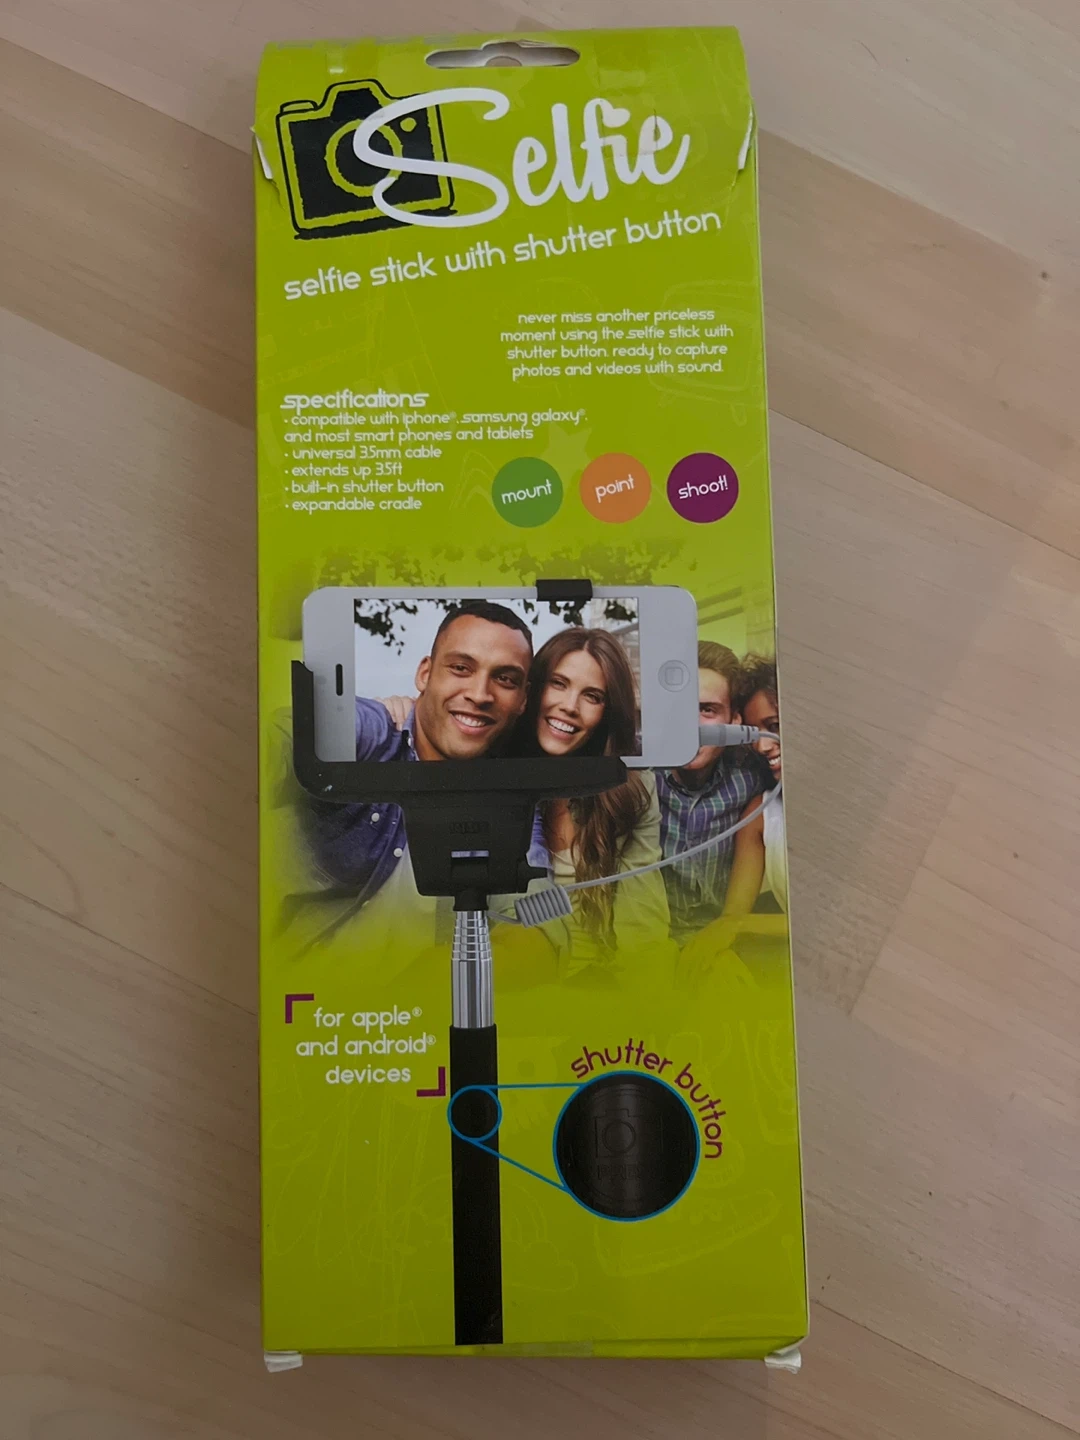 Selfie
selfie stick with shutter button
never miss another priceless
moment using the selfie stick with
shutter button. ready to capture
photos and videos with sound.
specifications
• compatible with iphone®, samsung galaxy®,
and most smart phones and tablets
• universal 3.5mm cable
• extends up 3.5ft
• built-in shutter button
• expandable cradle
mount
point
shoot!
for apple®
and android®
devices
shutter button